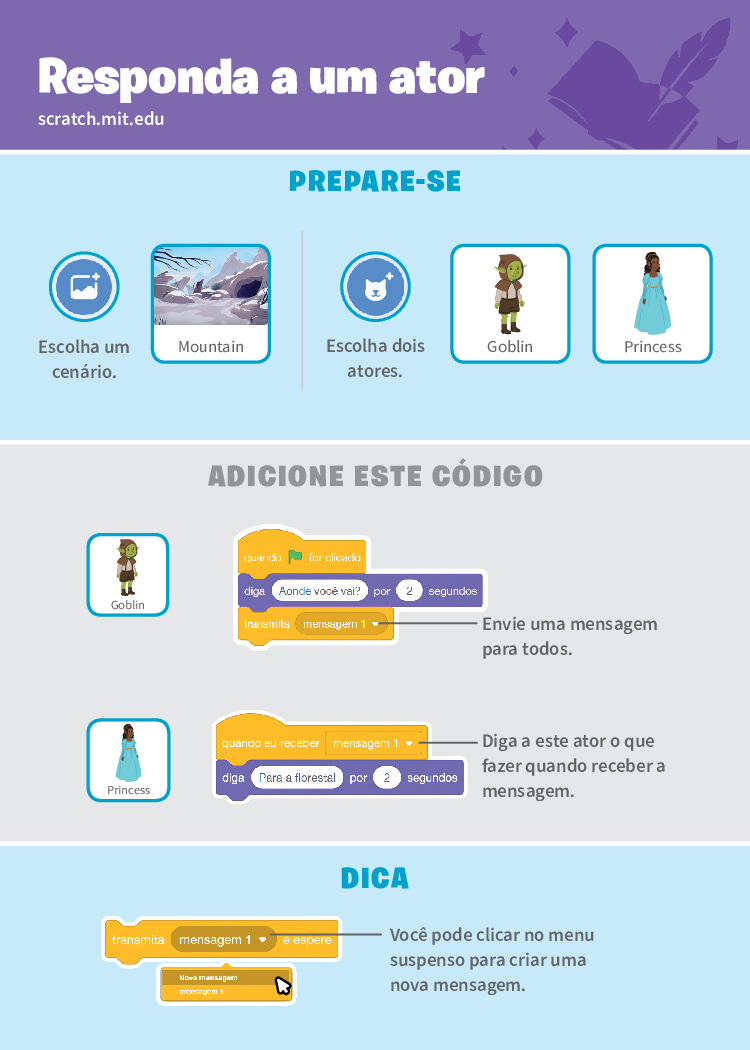 Responda a um ator
scratch.mit.edu
PREPARE-SE
Escolha um
cenário.
Mountain
Escolha dois
atores.
Goblin
Princess
ADICIONE ESTE CÓDIGO
Goblin
quando for clicado
diga Aonde você vai? por 2 segundos
transmita mensagem 1
Envie uma mensagem
para todos.
Princess
quando eu receber mensagem 1
diga Para a florestal por 2 segundos
Diga a este ator o que
fazer quando receber a
mensagem.
DICA
transmita mensagem 1 e espere
Nova mensagem
mensagem 1
Você pode clicar no menu
suspenso para criar uma
nova mensagem.